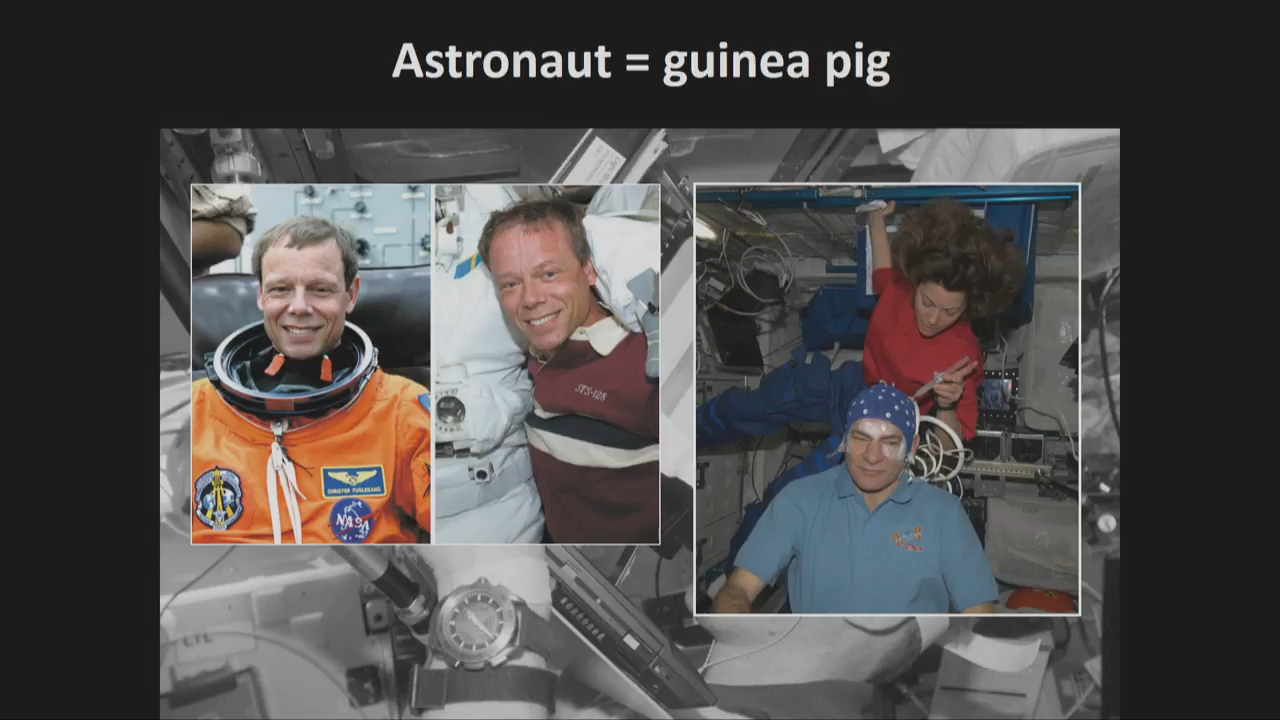 Astronaut = guinea pig
CHRISTER FUGLESANG
NASA
STS-128